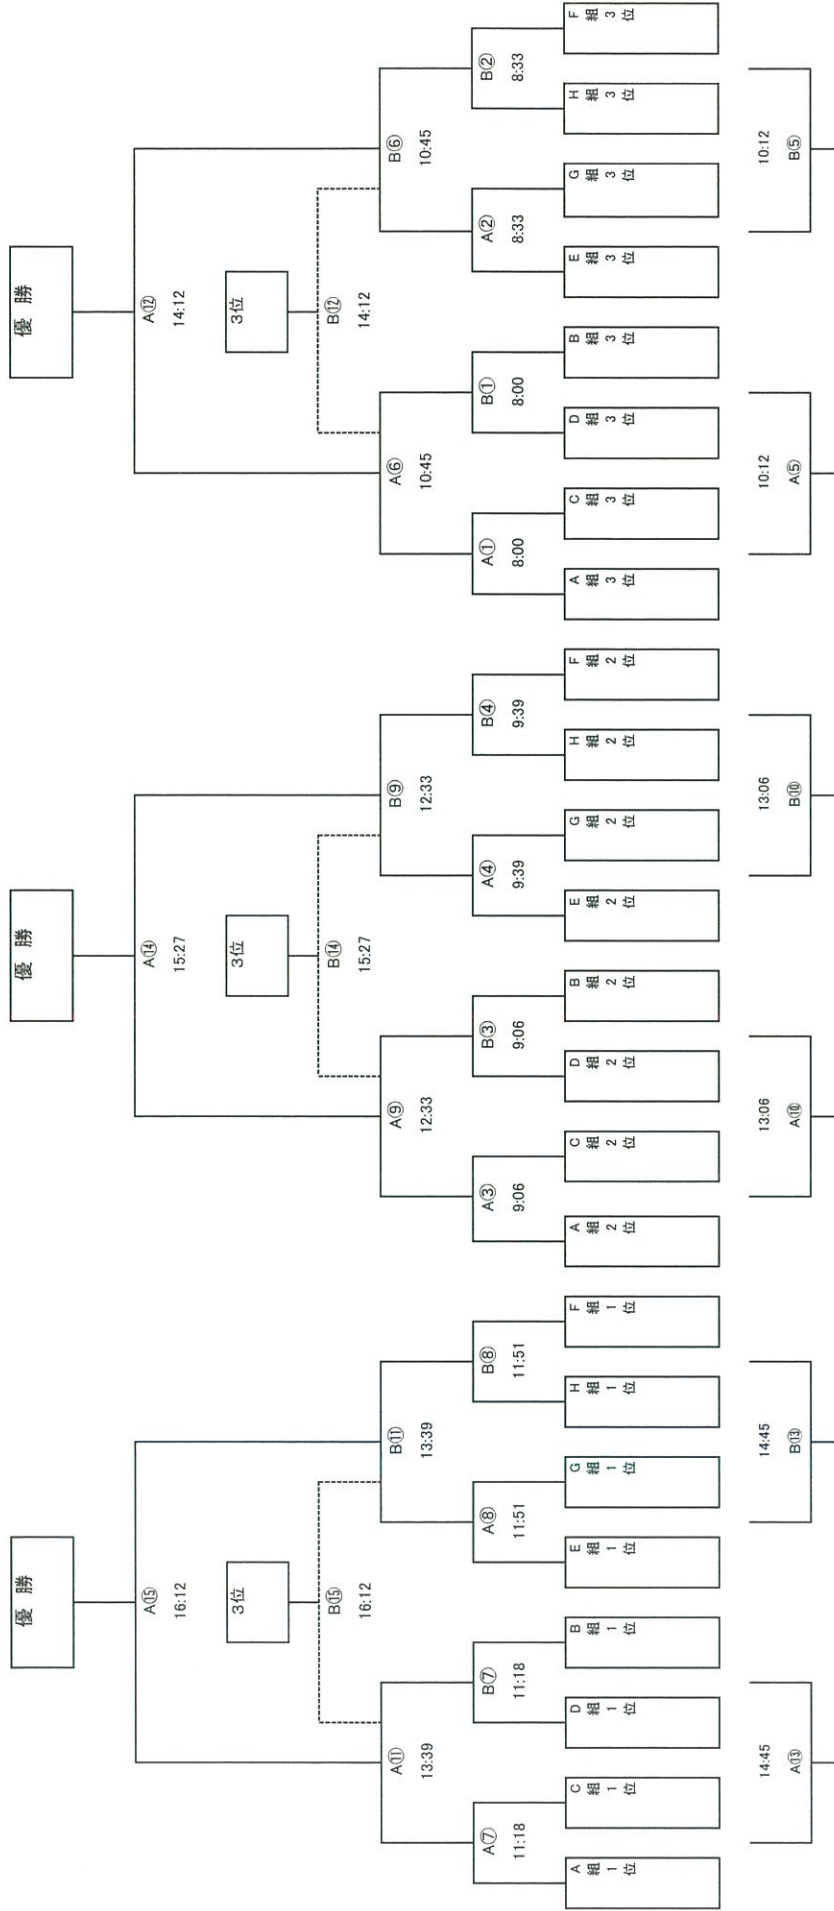 優 勝
A⑮
16:12
3位
B⑮
16:12
A⑪
13:39
B⑪
13:39
A⑦
11:18
B⑦
11:18
A⑧
11:51
B⑧
11:51
A組1位
C組1位
D組1位
B組1位
E組1位
G組1位
H組1位
F組1位
14:45
A⑬
14:45
B⑬
優 勝
A⑭
15:27
3位
B⑭
15:27
A⑨
12:33
B⑨
12:33
A③
9:06
B③
9:06
A④
9:39
B④
9:39
A組2位
C組2位
D組2位
B組2位
E組2位
G組2位
H組2位
F組2位
13:06
A⑩
13:06
B⑩
優 勝
A⑫
14:12
3位
B⑫
14:12
A⑥
10:45
B⑥
10:45
A①
8:00
B①
8:00
A②
8:33
B②
8:33
A組3位
C組3位
D組3位
B組3位
E組3位
G組3位
H組3位
F組3位
10:12
A⑤
10:12
B⑤